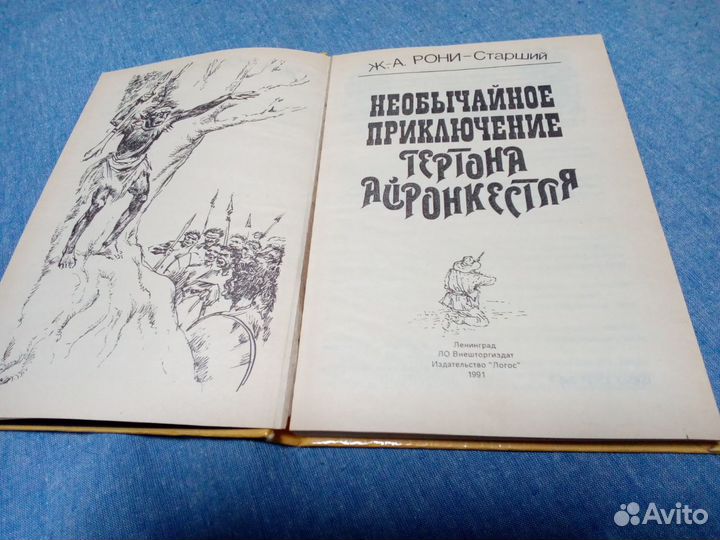 Ж.-А. РОНИ-Старший
НЕОБЫЧАЙНОЕ
ПРИКЛЮЧЕНИЕ
ГЕРТОНА
АЙРОНКЕСТЛЯ
Ленинград
ЛО Внешторгиздат
Издательство "Логос"
1991
Avito